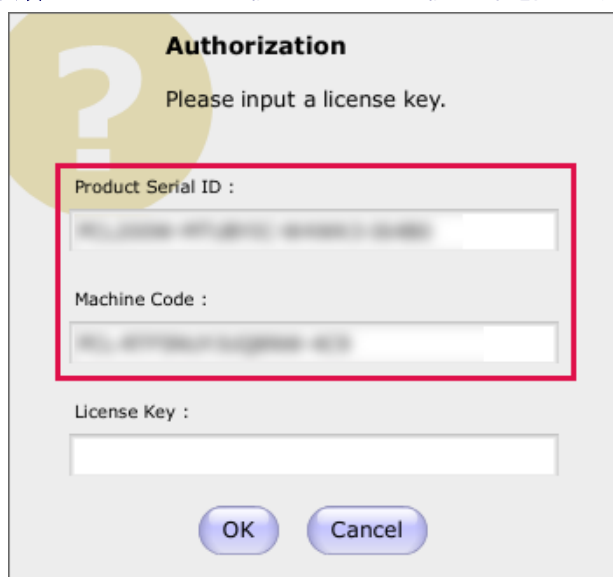 Authorization
Please input a license key.
Product Serial ID :
Machine Code :
License Key :
OK
Cancel